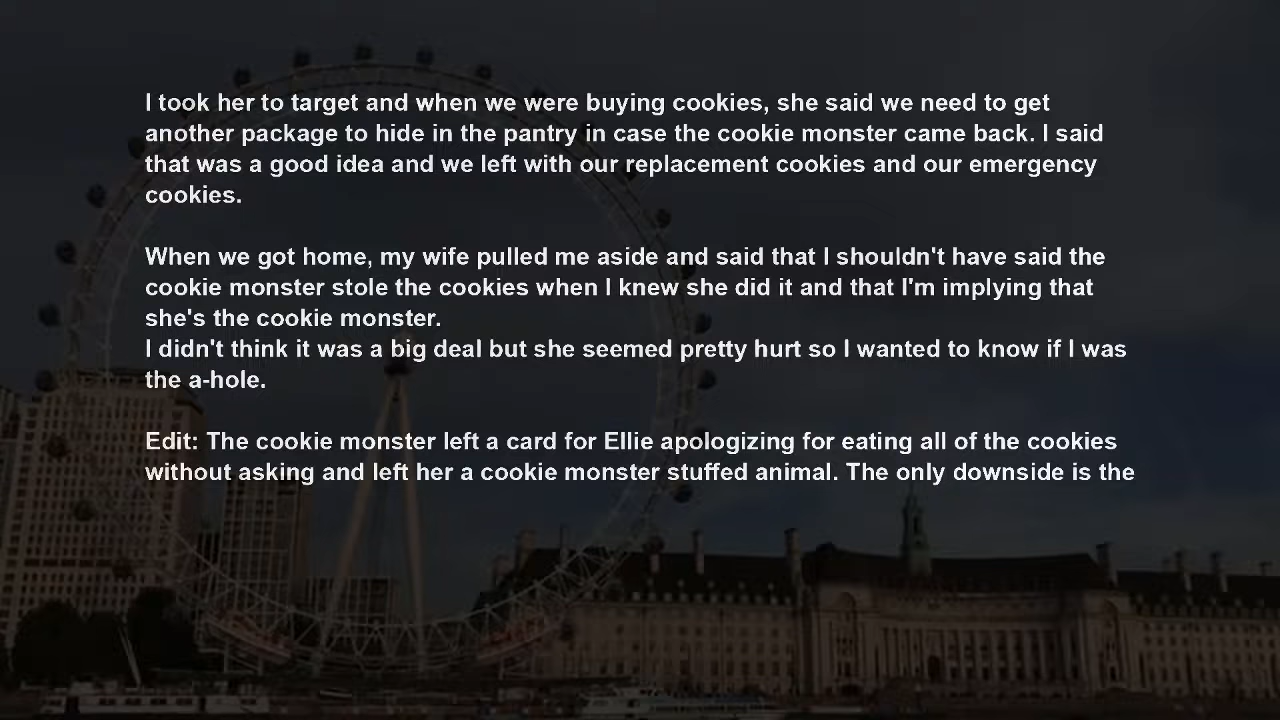 I took her to target and when we were buying cookies, she said we need to get
another package to hide in the pantry in case the cookie monster came back. I said
that was a good idea and we left with our replacement cookies and our emergency
cookies.
When we got home, my wife pulled me aside and said that I shouldn't have said the
cookie monster stole the cookies when I knew she did it and that I'm implying that
she's the cookie monster.
I didn't think it was a big deal but she seemed pretty hurt so I wanted to know if I was
the a-hole.
Edit: The cookie monster left a card for Ellie apologizing for eating all of the cookies
without asking and left her a cookie monster stuffed animal. The only downside is the